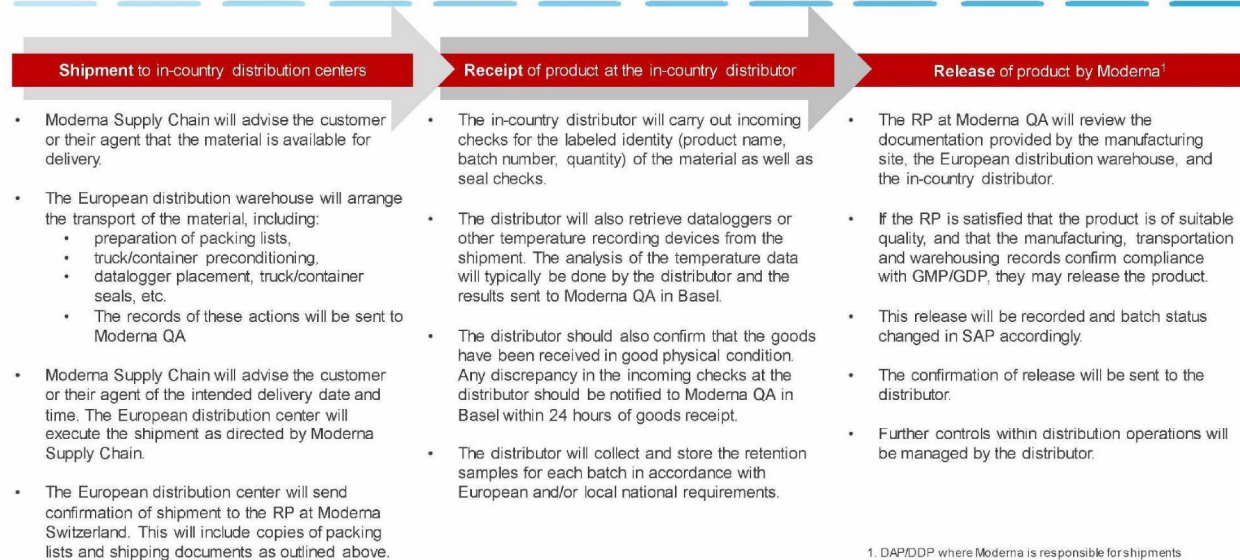 Shipment to in-country distribution centers
• Moderna Supply Chain will advise the customer
or their agent that the material is available for
delivery.
• The European distribution warehouse will arrange
the transport of the material, including:
• preparation of packing lists,
• truck/container preconditioning,
• datalogger placement, truck/container
seals, etc.
• The records of these actions will be sent to
Moderna QA
• Moderna Supply Chain will advise the customer
or their agent of the intended delivery date and
time. The European distribution center will
execute the shipment as directed by Moderna
Supply Chain.
• The European distribution center will send
confirmation of shipment to the RP at Moderna
Switzerland. This will include copies of packing
lists and shipping documents as outlined above.
Receipt of product at the in-country distributor
• The in-country distributor will carry out incoming
checks for the labeled identity (product name,
batch number, quantity) of the material as well as
seal checks.
• The distributor will also retrieve dataloggers or
other temperature recording devices from the
shipment. The analysis of the temperature data
will typically be done by the distributor and the
results sent to Moderna QA in Basel.
• The distributor should also confirm that the goods
have been received in good physical condition.
Any discrepancy in the incoming checks at the
distributor should be notified to Moderna QA in
Basel within 24 hours of goods receipt.
• The distributor will collect and store the retention
samples for each batch in accordance with
European and/or local national requirements.
Release of product by Moderna¹
• The RP at Moderna QA will review the
documentation provided by the manufacturing
site, the European distribution warehouse, and
the in-country distributor.
• If the RP is satisfied that the product is of suitable
quality, and that the manufacturing, transportation
and warehousing records confirm compliance
with GMP/GDP, they may release the product.
• This release will be recorded and batch status
changed in SAP accordingly.
• The confirmation of release will be sent to the
distributor.
• Further controls within distribution operations will
be managed by the distributor.
1. DAP/DDP where Moderna is responsible for shipments